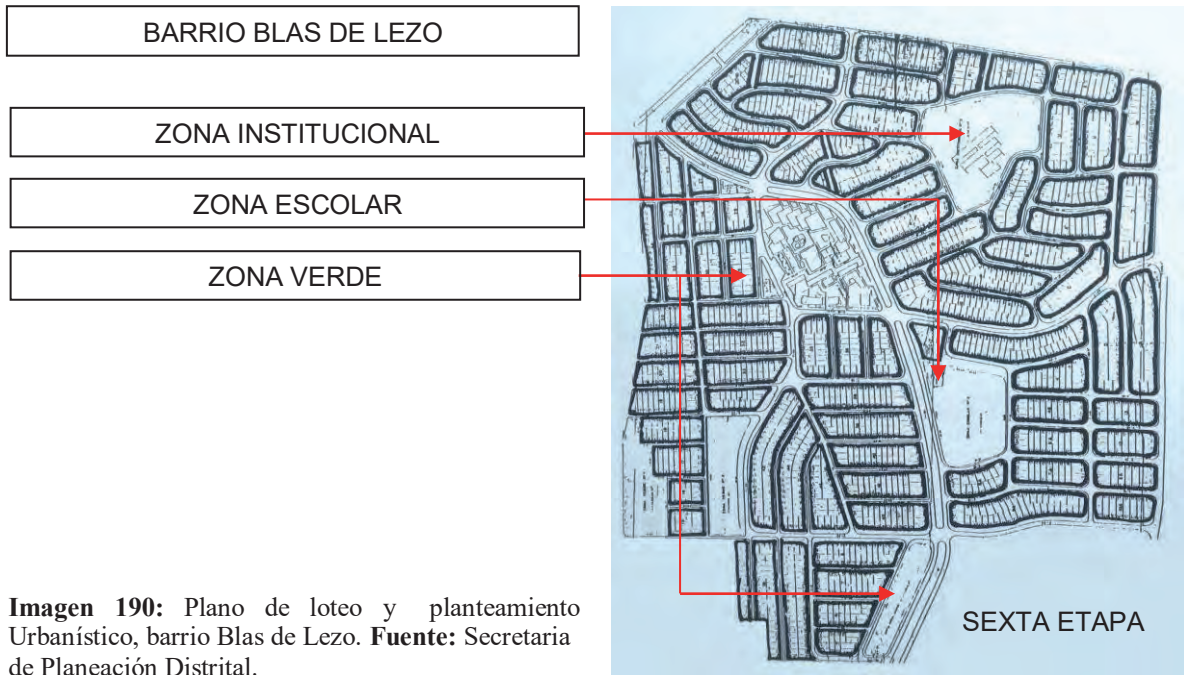 BARRIO BLAS DE LEZO
ZONA INSTITUCIONAL
ZONA ESCOLAR
ZONA VERDE
SEXTA ETAPA
Imagen 190: Plano de loteo y planteamiento
Urbanístico, barrio Blas de Lezo. Fuente: Secretaria
de Planeación Distrital.